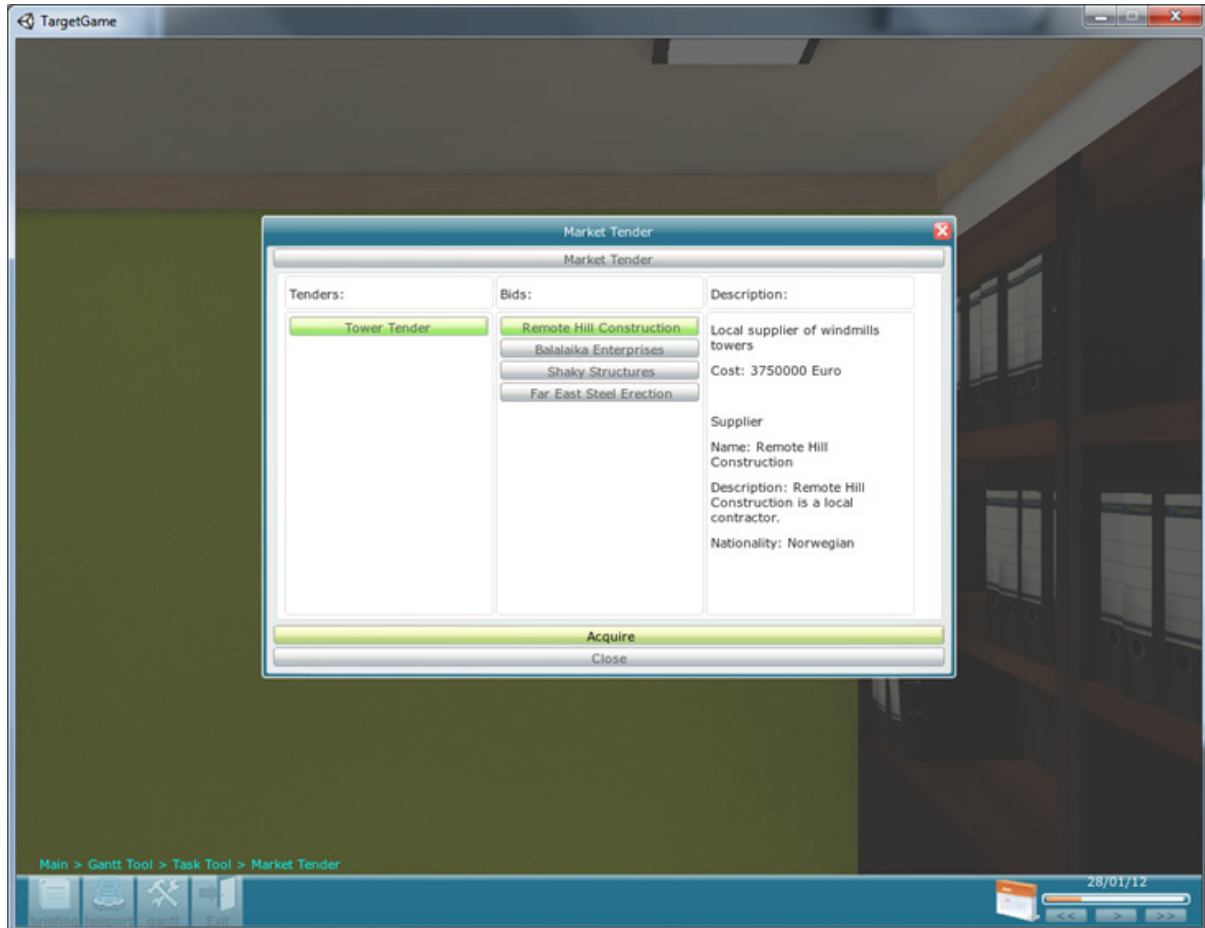 TargetGame
Market Tender
Market Tender
Tenders:
Bids:
Description:
Tower Tender
Remote Hill Construction
Balalaika Enterprises
Shaky Structures
Far East Steel Erection
Local supplier of windmills
towers
Cost: 3750000 Euro
Supplier
Name: Remote Hill
Construction
Description: Remote Hill
Construction is a local
contractor.
Nationality: Norwegian
Acquire
Close
Main > Gantt Tool > Task Tool > Market Tender
briefing teleport gantt Exit
28/01/12
<< > >>